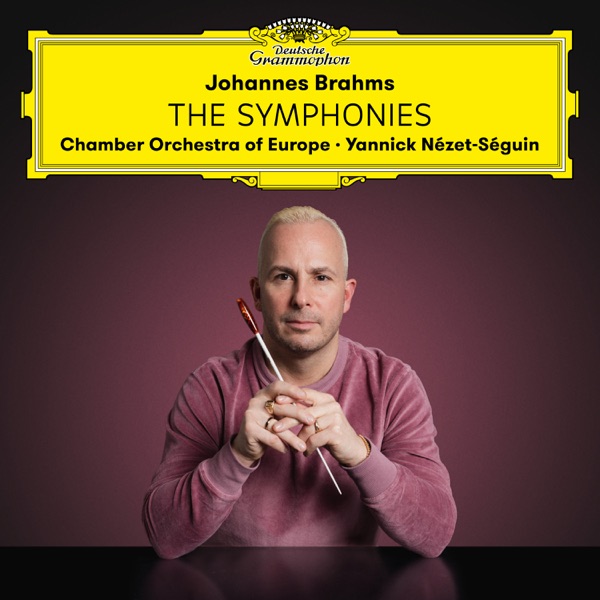 Deutsche
Grammophon
Johannes Brahms
THE SYMPHONIES
Chamber Orchestra of Europe · Yannick Nézet-Séguin